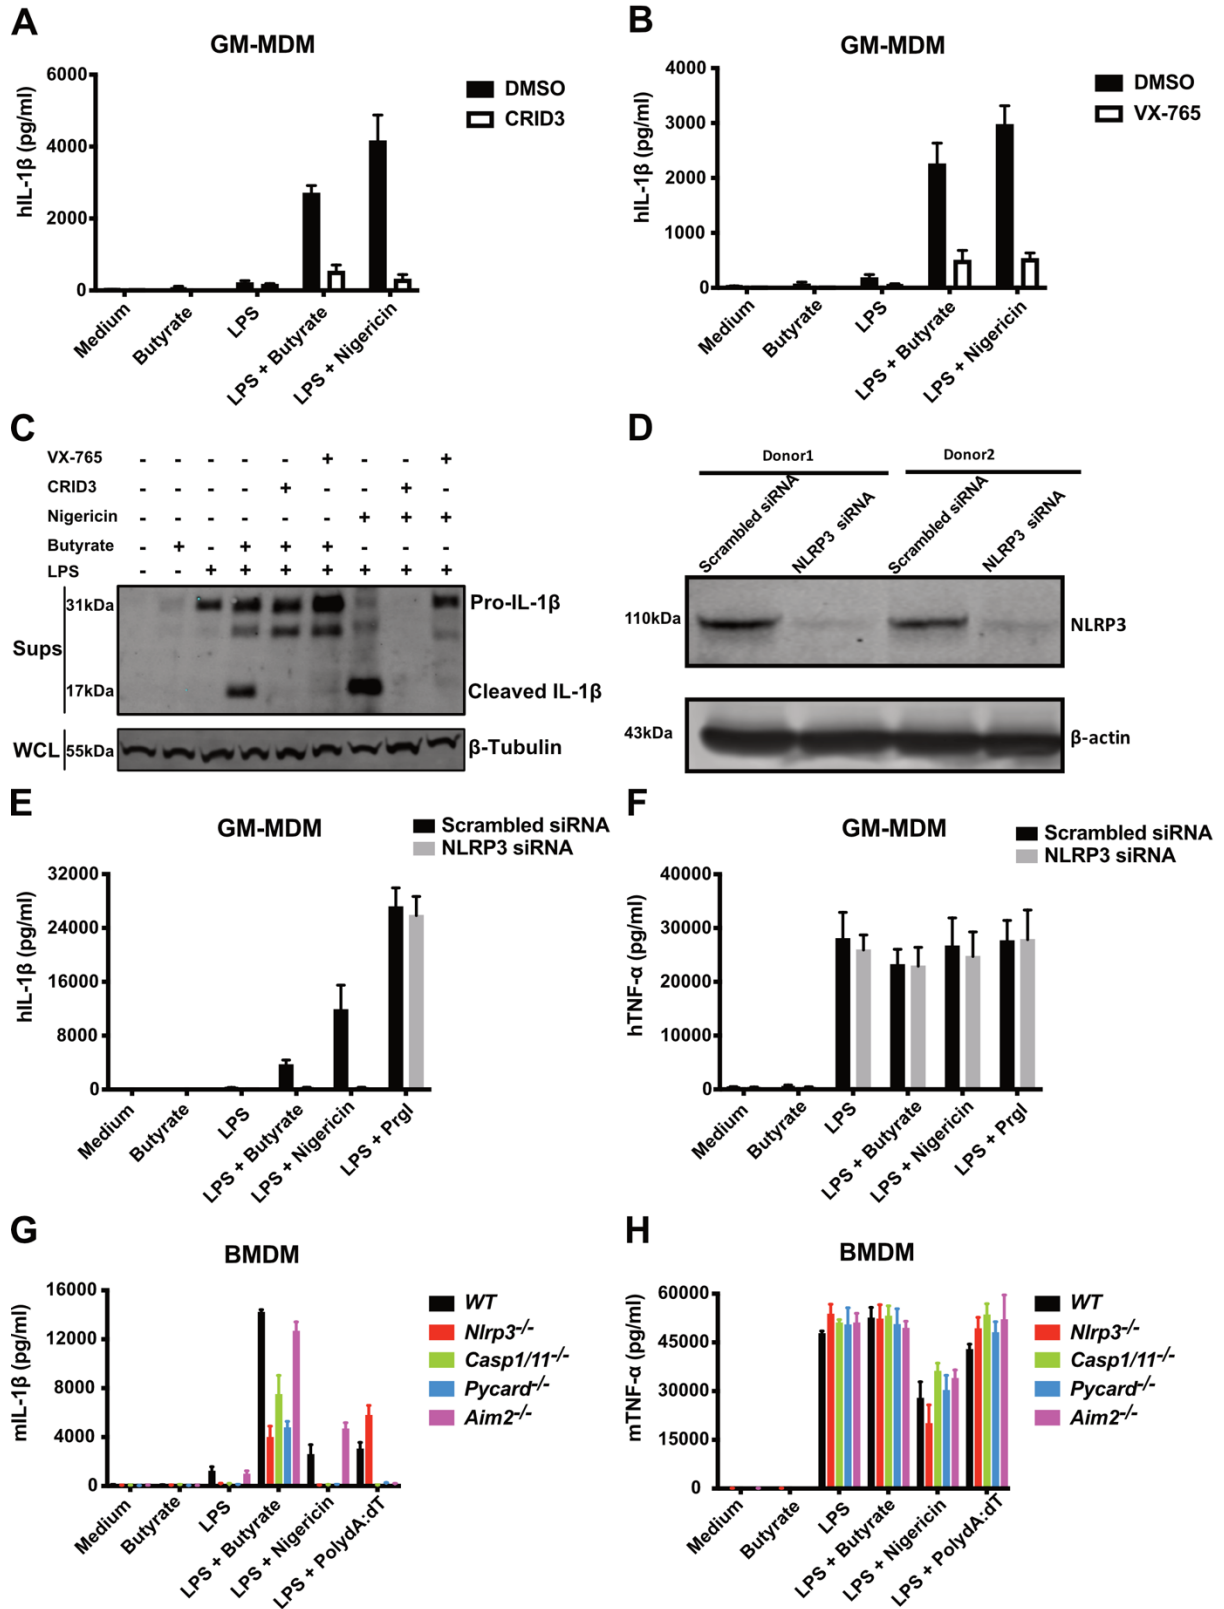 A
GM-MDM
hIL-1β (pg/ml)
6000
4000
2000
0
DMSO
CRID3
Medium
Butyrate
LPS
LPS + Butyrate
LPS + Nigericin
B
GM-MDM
hIL-1β (pg/ml)
4000
3000
2000
1000
0
DMSO
VX-765
Medium
Butyrate
LPS
LPS + Butyrate
LPS + Nigericin
C
VX-765 - - - - - + - - +
CRID3 - - - - + - - + -
Nigericin - - - - - - + + +
Butyrate - + - + + + - - -
LPS - - + + + + + + +
Sups
31kDa
Pro-IL-1β
17kDa
Cleaved IL-1β
WCL
55kDa
β-Tubulin
D
Donor1
Donor2
Scrambled siRNA
NLRP3 siRNA
Scrambled siRNA
NLRP3 siRNA
110kDa
NLRP3
43kDa
β-actin
E
GM-MDM
Scrambled siRNA
NLRP3 siRNA
hIL-1β (pg/ml)
32000
24000
16000
8000
0
Medium
Butyrate
LPS
LPS + Butyrate
LPS + Nigericin
LPS + PrgI
F
GM-MDM
Scrambled siRNA
NLRP3 siRNA
hTNF-α (pg/ml)
40000
30000
20000
10000
0
Medium
Butyrate
LPS
LPS + Butyrate
LPS + Nigericin
LPS + PrgI
G
BMDM
mIL-1β (pg/ml)
16000
12000
8000
4000
0
WT
Nlrp3-/-
Casp1/11-/-
Pycard-/-
Aim2-/-
Medium
Butyrate
LPS
LPS + Butyrate
LPS + Nigericin
LPS + PolydA:dT
H
BMDM
mTNF-α (pg/ml)
60000
45000
30000
15000
0
WT
Nlrp3-/-
Casp1/11-/-
Pycard-/-
Aim2-/-
Medium
Butyrate
LPS
LPS + Butyrate
LPS + Nigericin
LPS + PolydA:dT